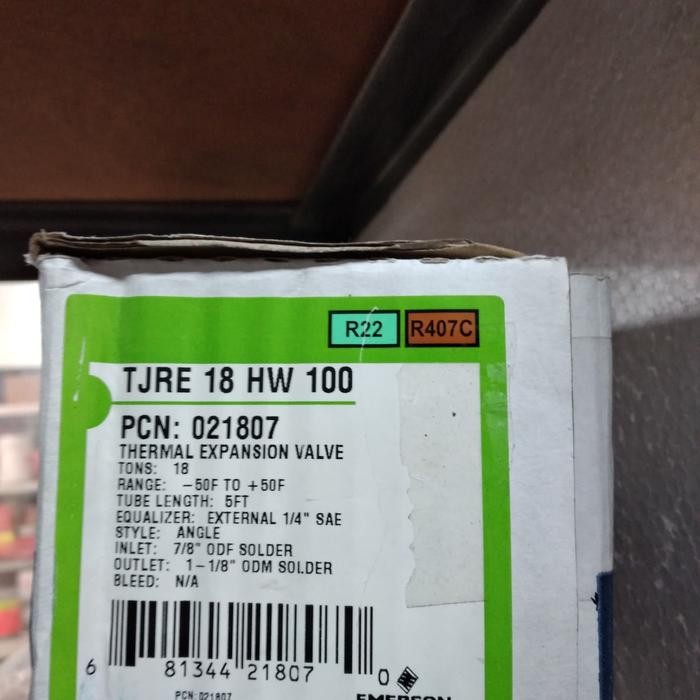 R22 R407C
TJRE 18 HW 100
PCN: 021807
THERMAL EXPANSION VALVE
TONS: 18
RANGE: -50F TO +50F
TUBE LENGTH: 5FT
EQUALIZER: EXTERNAL 1/4" SAE
STYLE: ANGLE
INLET: 7/8" ODF SOLDER
OUTLET: 1-1/8" ODM SOLDER
BLEED: N/A
6 81344 21807 0
PCN:021807
EMERSON